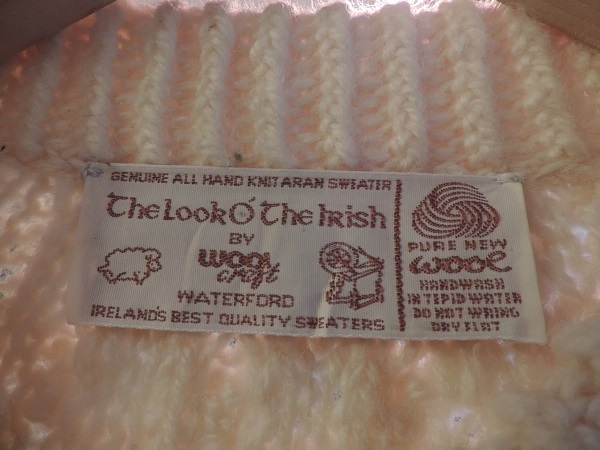 GENUINE ALL HAND KNIT ARAN SWEATER
The Look O' The Irish
BY
WOOL
craft
WATERFORD
IRELAND'S BEST QUALITY SWEATERS
PURE NEW
WOOL
HANDWASH
IN TEPID WATER
DO NOT WRING
DRY FLAT